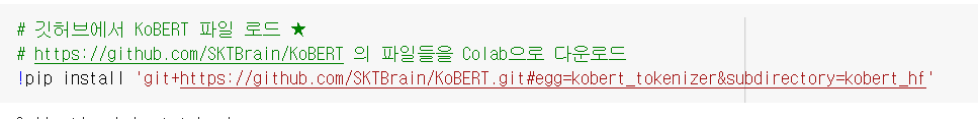 # 깃허브에서 KoBERT 파일 로드 ★
# https://github.com/SKTBrain/KoBERT 의 파일들을 Colab으로 다운로드
!pip install 'git+https://github.com/SKTBrain/KoBERT.git#egg=kobert_tokenizer&subdirectory=kobert_hf'